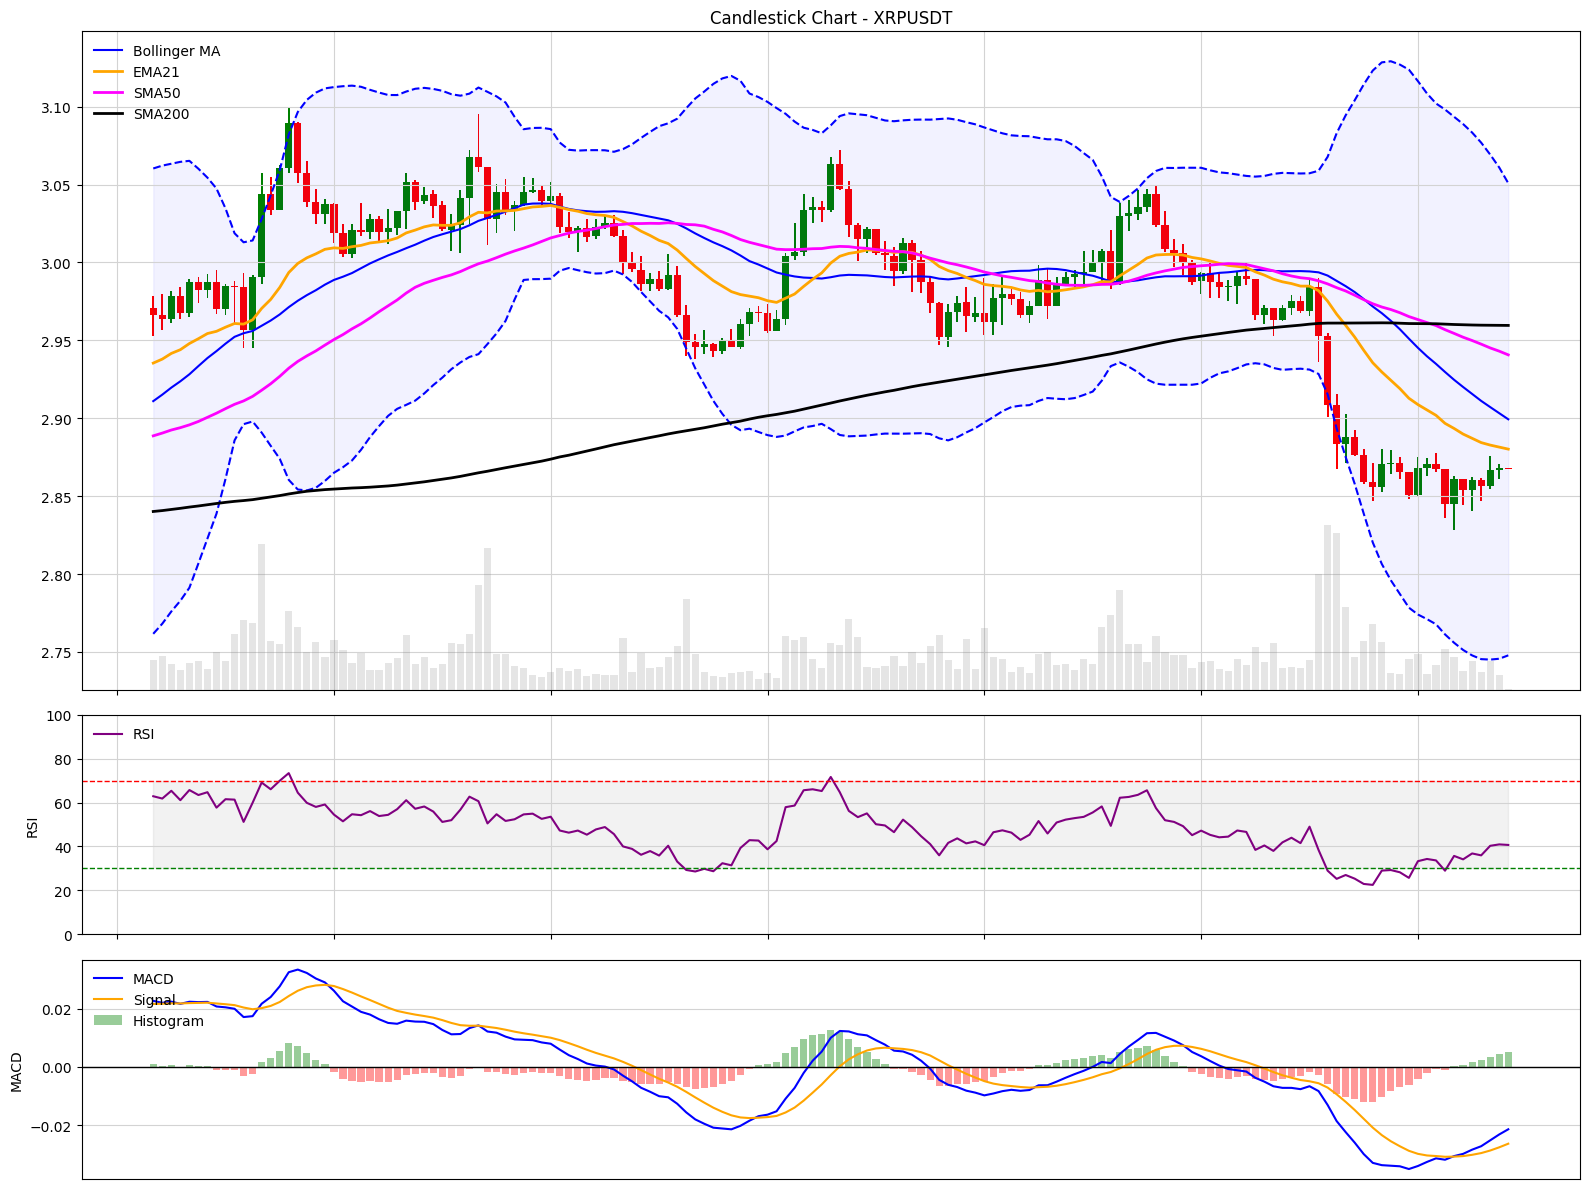 Candlestick Chart - XRPUSDT
Bollinger MA
EMA21
SMA50
SMA200
3.10
3.05
3.00
2.95
2.90
2.85
2.80
2.75
RSI
RSI
100
80
60
40
20
0
MACD
Signal
Histogram
MACD
0.02
0.00
−0.02